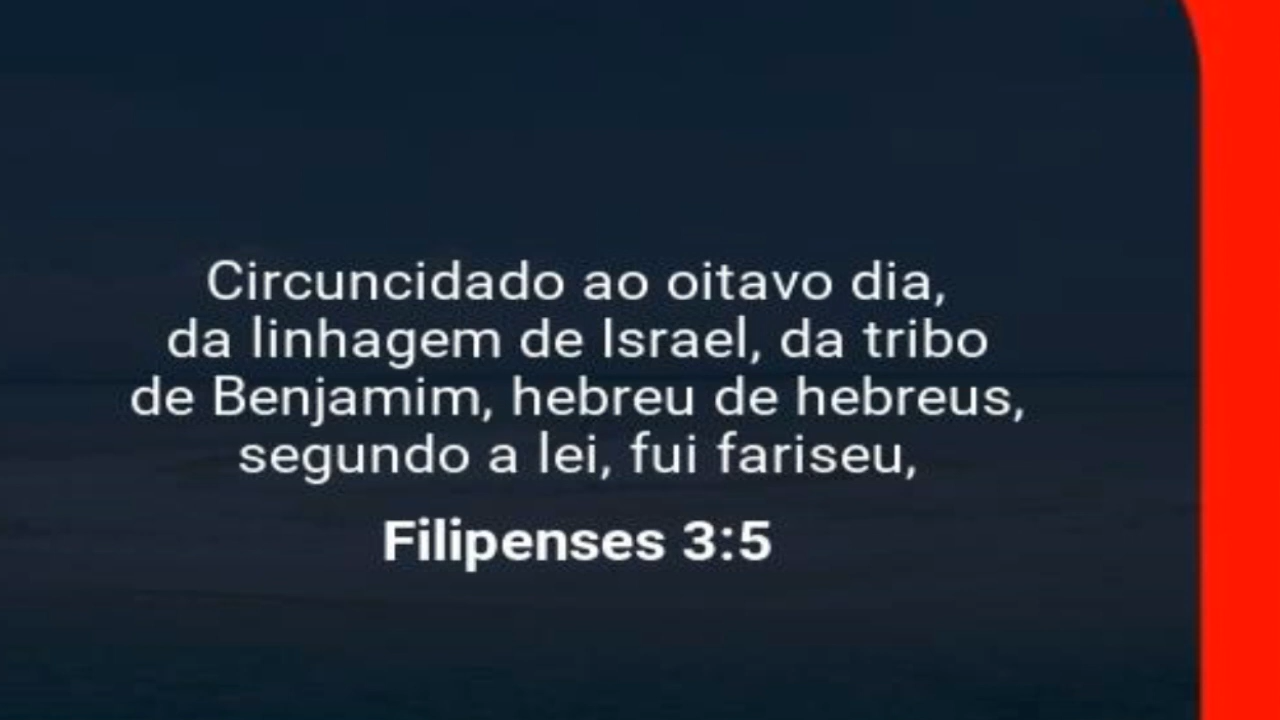 Circuncidado ao oitavo dia,
da linhagem de Israel, da tribo
de Benjamim, hebreu de hebreus,
segundo a lei, fui fariseu,
Filipenses 3:5